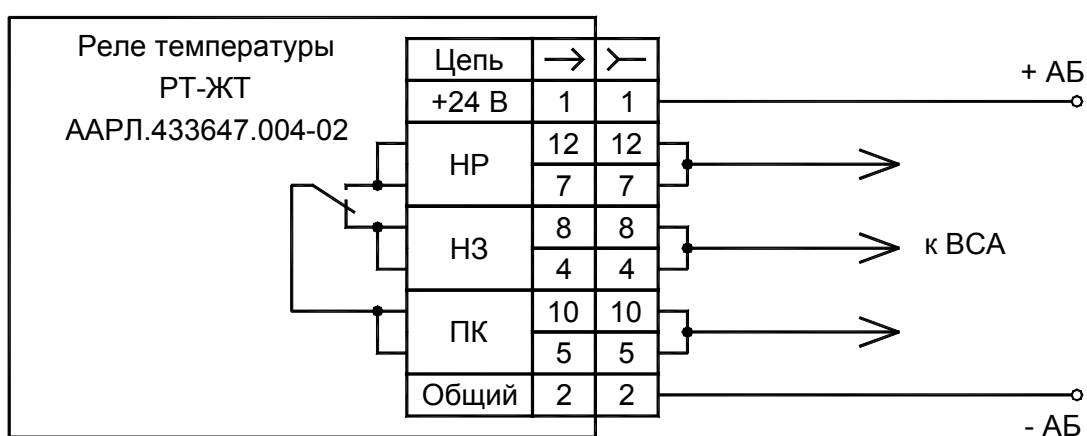 Реле температуры
РТ-ЖТ
ААРЛ.433647.004-02
Цепь
+24 В 1 1
НР 12 12
7 7
НЗ 8 8
4 4
ПК 10 10
5 5
Общий 2 2
+ АБ
к ВСА
- АБ